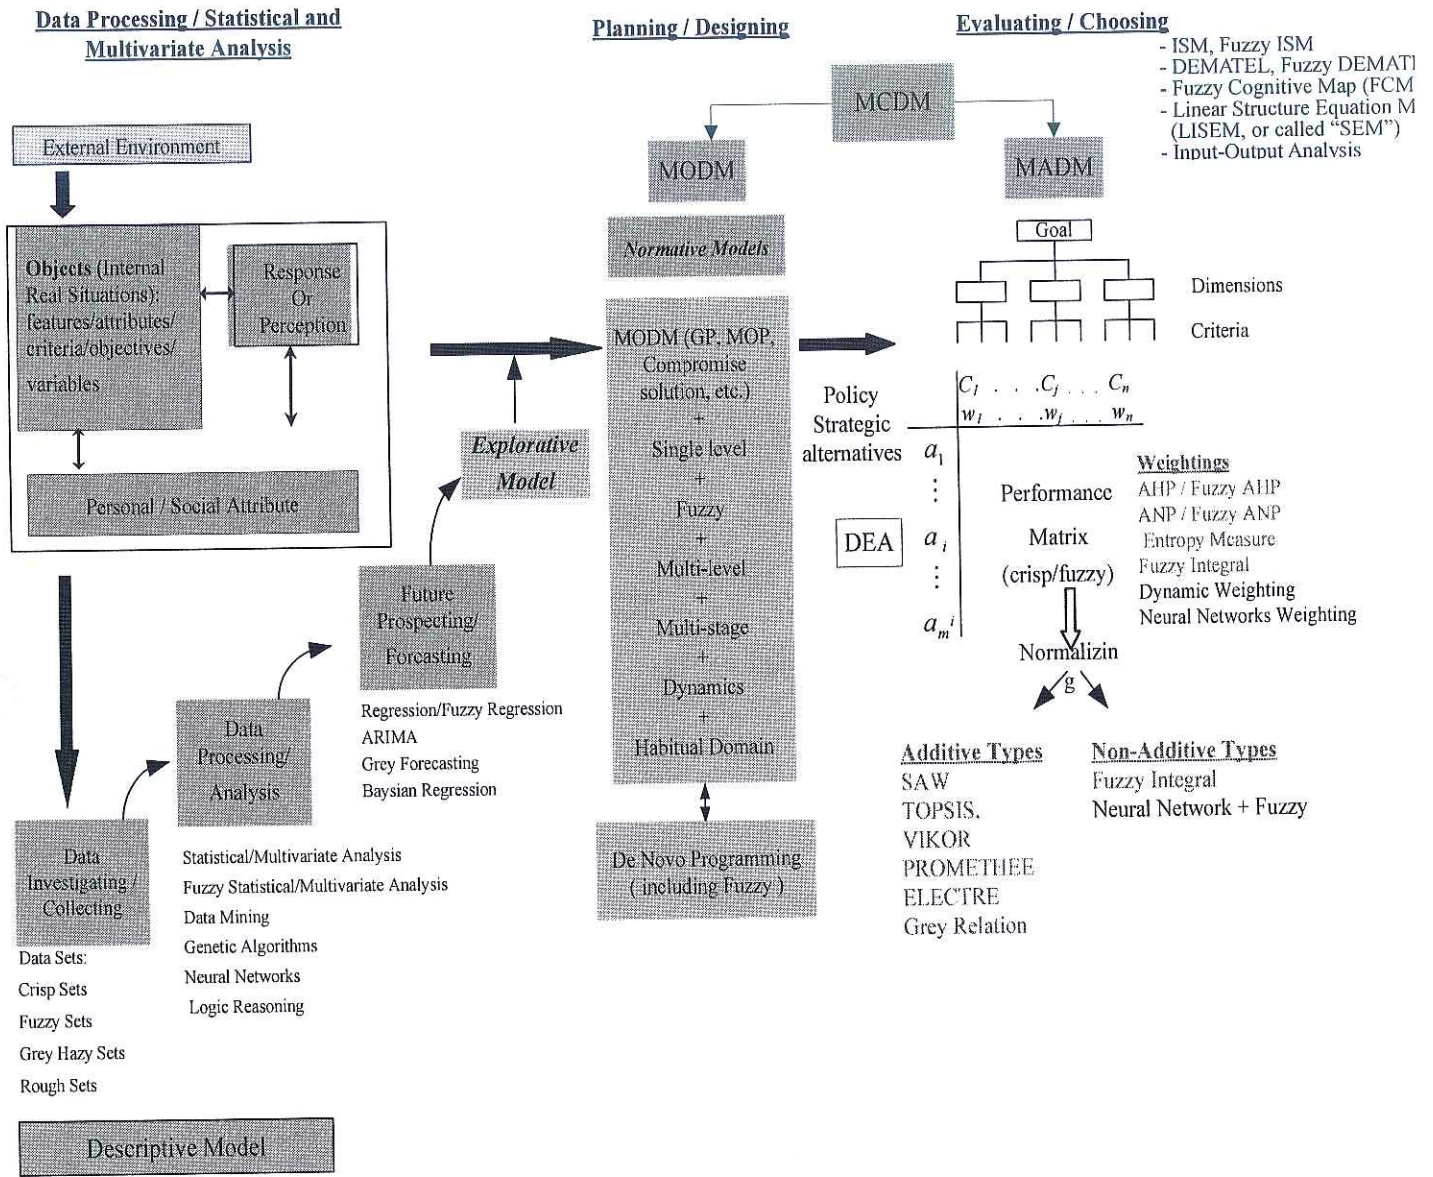 Data Processing / Statistical and
Multivariate Analysis
External Environment
Objects (Internal
Real Situations):
features/attributes/
criteria/objectives/
variables
Response
Or
Perception
Personal / Social Attribute
Explorative
Model
Future
Prospecting/
Forcasting
Regression/Fuzzy Regression
ARIMA
Grey Forecasting
Baysian Regression
Data
Processing/
Analysis
Statistical/Multivariate Analysis
Fuzzy Statistical/Multivariate Analysis
Data Mining
Genetic Algorithms
Neural Networks
Logic Reasoning
Data
Investigating /
Collecting
Data Sets:
Crisp Sets
Fuzzy Sets
Grey Hazy Sets
Rough Sets
Descriptive Model
Planning / Designing
MCDM
MODM
Normative Models
MODM (GP, MOP,
Compromise
solution, etc.)
+
Single level
+
Fuzzy
+
Multi-level
+
Multi-stage
+
Dynamics
+
Habitual Domain
De Novo Programming
( including Fuzzy )
Evaluating / Choosing
- ISM, Fuzzy ISM
- DEMATEL, Fuzzy DEMATI
- Fuzzy Cognitive Map (FCM
- Linear Structure Equation M
(LISEM, or called “SEM”)
- Input-Output Analysis
MADM
Goal
Dimensions
Criteria
Policy
Strategic
alternatives
C1 . . . Cj . . . Cn
w1 . . . wj . . . wn
a1
⋮
ai
⋮
am i
DEA
Performance
Matrix
(crisp/fuzzy)
Normalizin
g
Weightings
AHP / Fuzzy AHP
ANP / Fuzzy ANP
Entropy Measure
Fuzzy Integral
Dynamic Weighting
Neural Networks Weighting
Additive Types
SAW
TOPSIS.
VIKOR
PROMETHEE
ELECTRE
Grey Relation
Non-Additive Types
Fuzzy Integral
Neural Network + Fuzzy